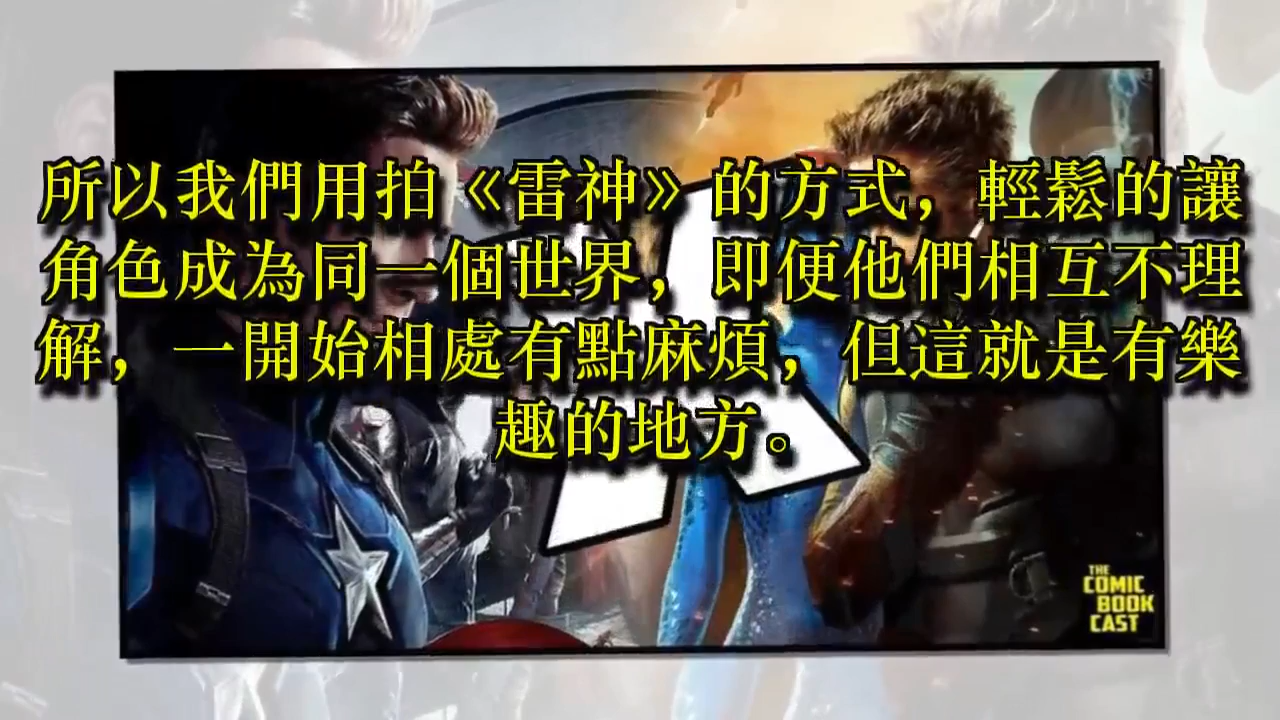 所以我們用拍《雷神》的方式，輕鬆的讓
角色成為同一個世界，即便他們相互不理
解，一開始相處有點麻煩，但這就是有樂
趣的地方。
THE
COMIC
BOOK
CAST